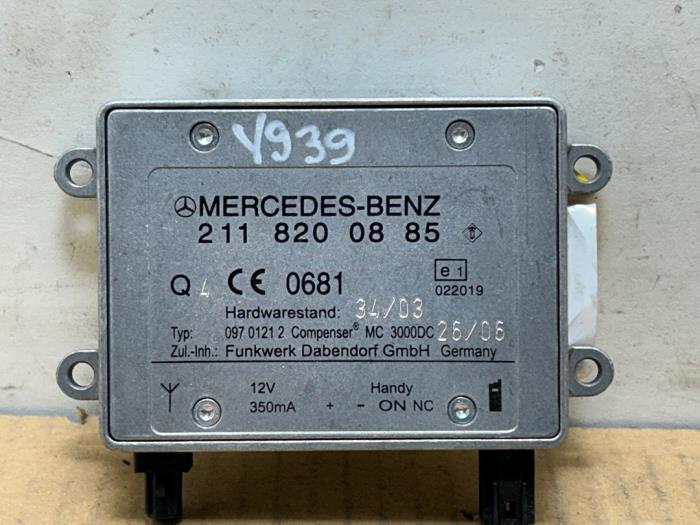 Y939
MERCEDES-BENZ
211 820 08 85
Q 4 CE 0681 e 1
022019
Hardwarestand: 34/03
Typ: 097 0121 2 Compenser® MC 3000DC 26/06
Zul.-Inh.: Funkwerk Dabendorf GmbH Germany
12V Handy
350mA + - ON NC